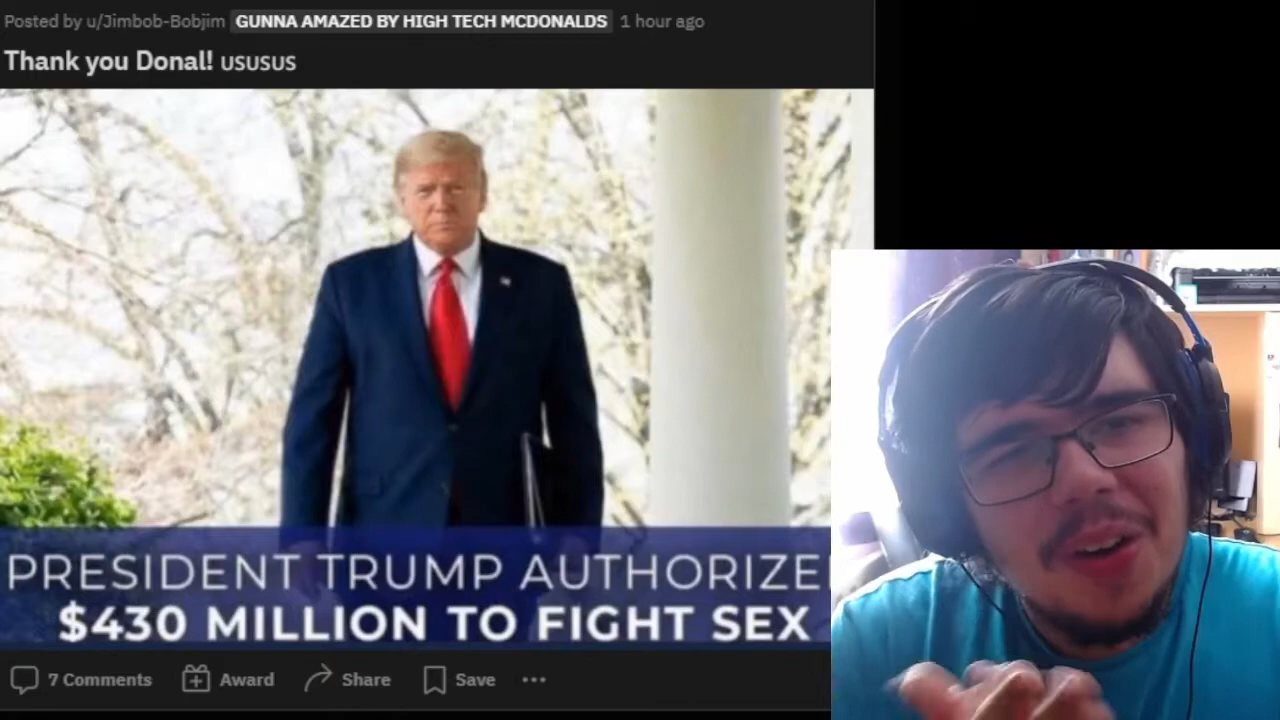 Posted by u/Jimbob-Bobjim GUNNA AMAZED BY HIGH TECH MCDONALDS 1 hour ago
Thank you Donal! ususus
PRESIDENT TRUMP AUTHORIZE
$430 MILLION TO FIGHT SEX
7 Comments Award Share Save